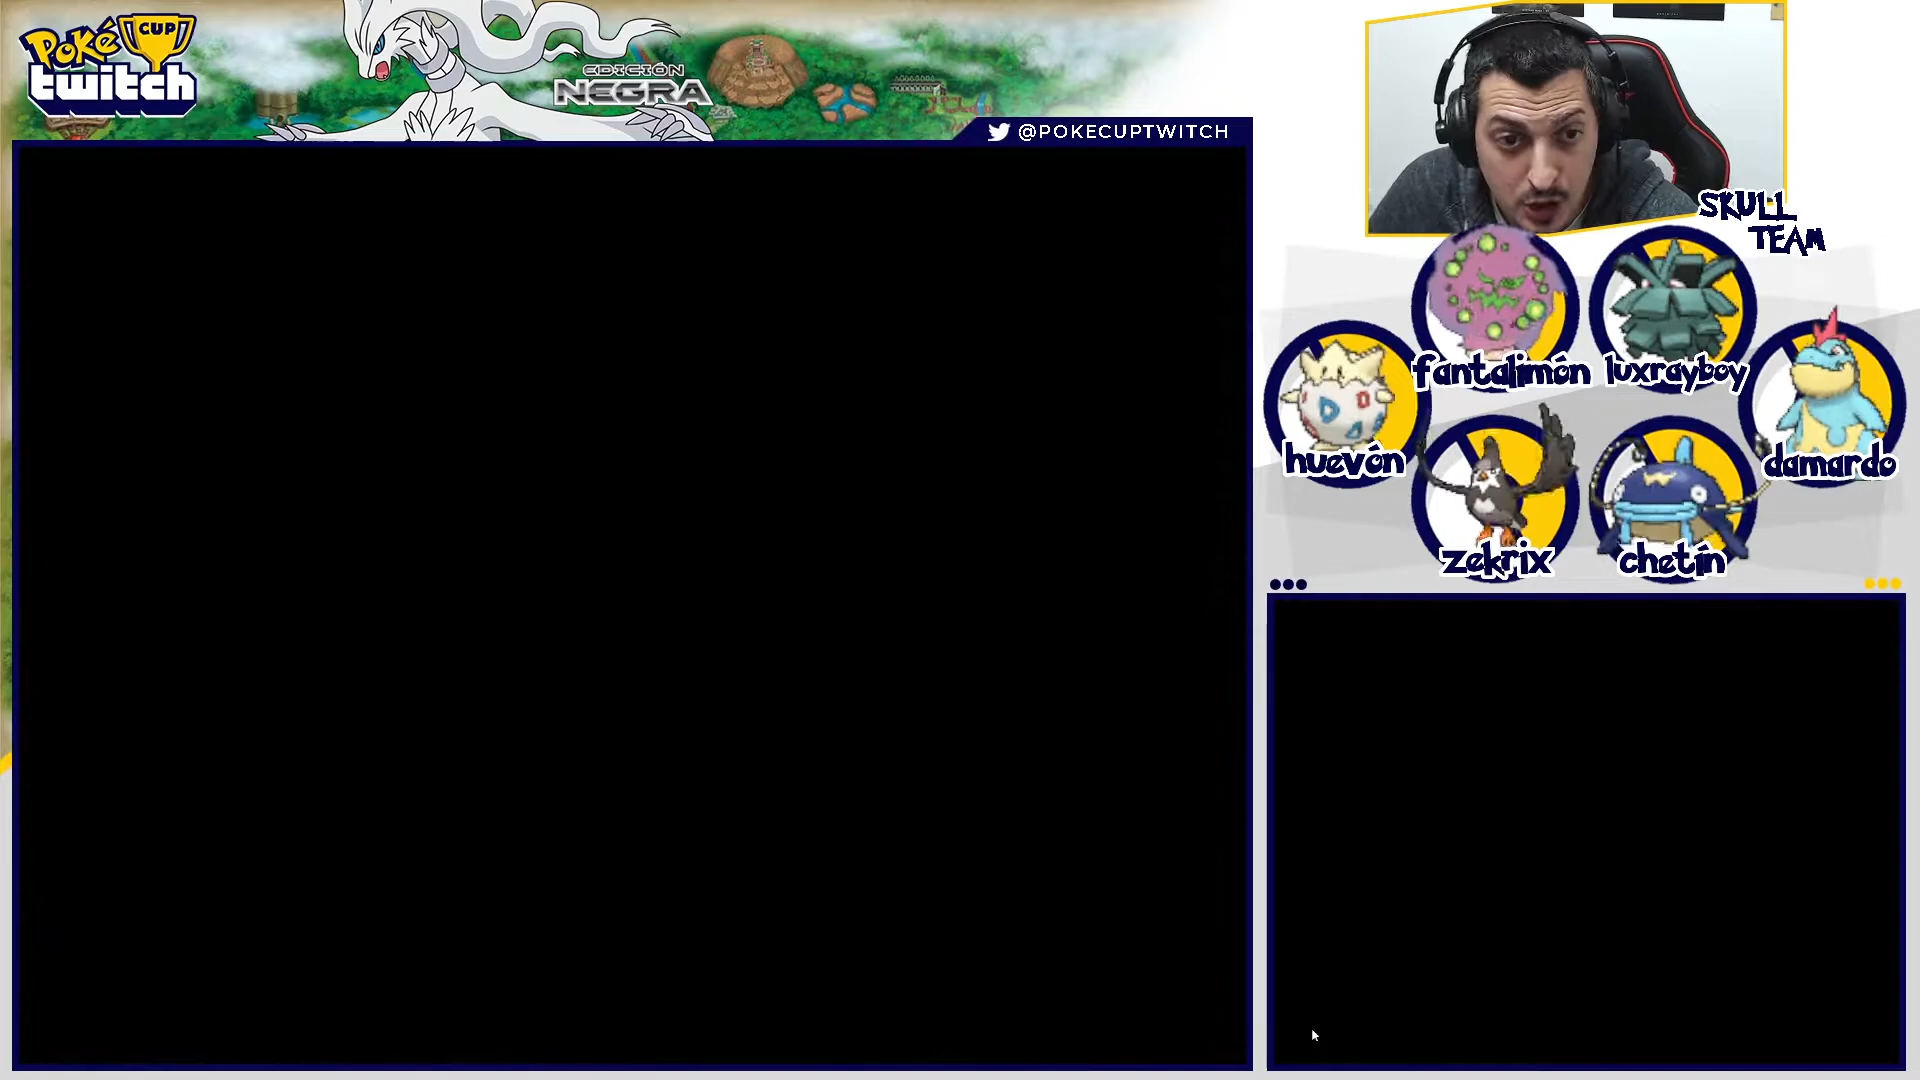 Poké CUP
twitch
EDICIÓN
NEGRA
@POKECUPTWITCH
SKULL
TEAM
fantalimón
luxrayboy
huevón
damardo
zekrix
chetín